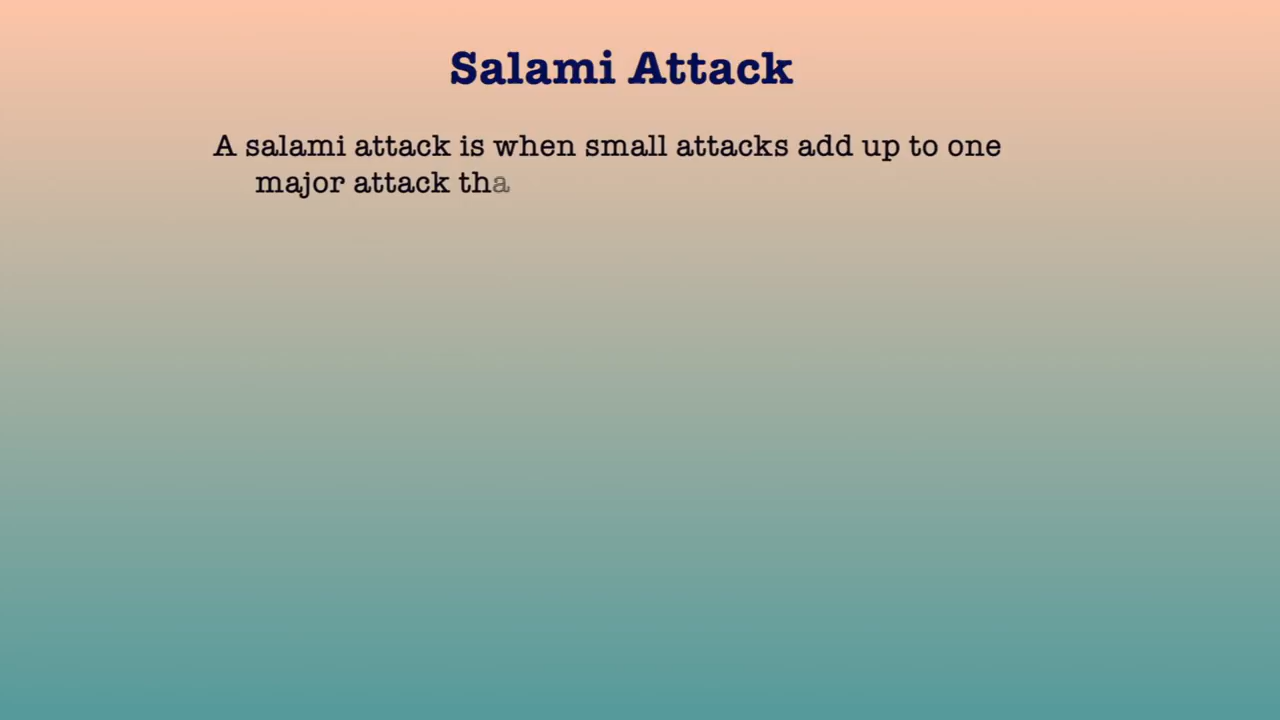 Salami Attack
A salami attack is when small attacks add up to one
major attack tha